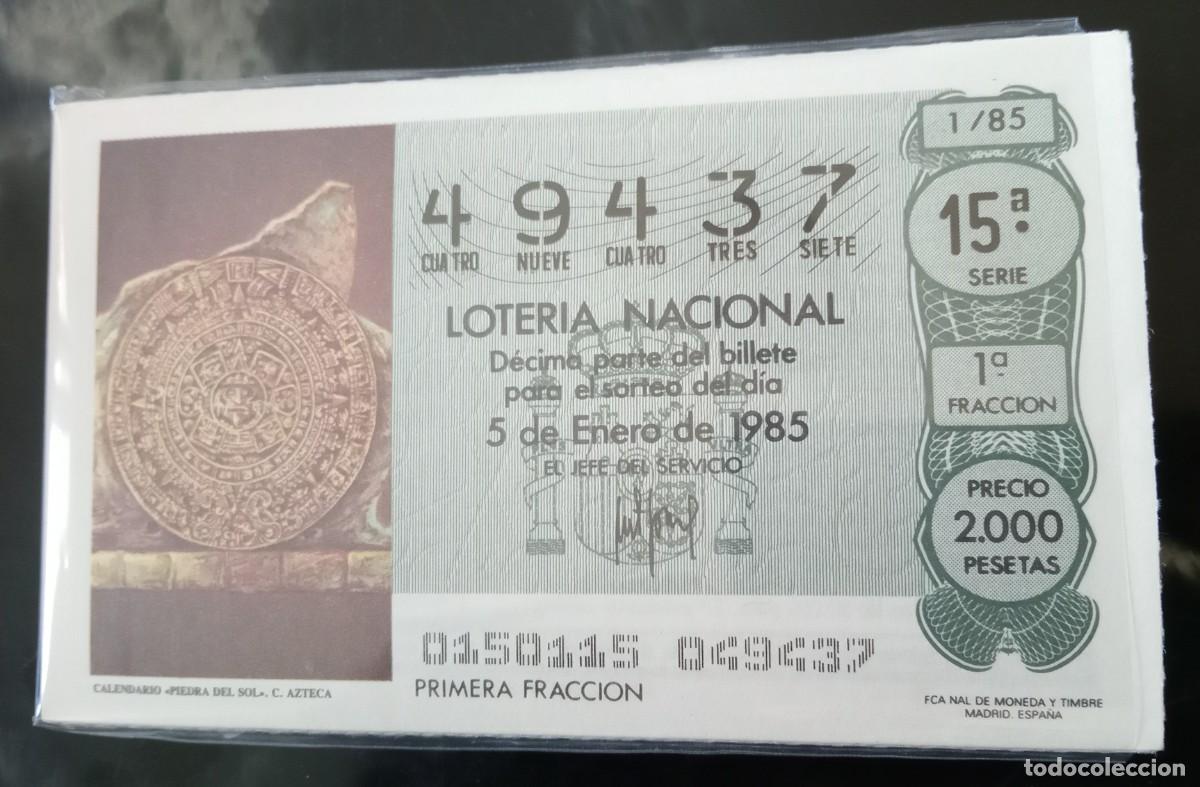 1/85
4 9 4 3 7
CUATRO NUEVE CUATRO TRES SIETE
15ª
SERIE
LOTERIA NACIONAL
Décima parte del billete
para el sorteo del día
5 de Enero de 1985
EL JEFE DEL SERVICIO
1ª
FRACCION
PRECIO
2.000
PESETAS
0150115 049437
PRIMERA FRACCION
CALENDARIO «PIEDRA DEL SOL». C. AZTECA
FCA NAL DE MONEDA Y TIMBRE
MADRID. ESPAÑA
todocoleccion